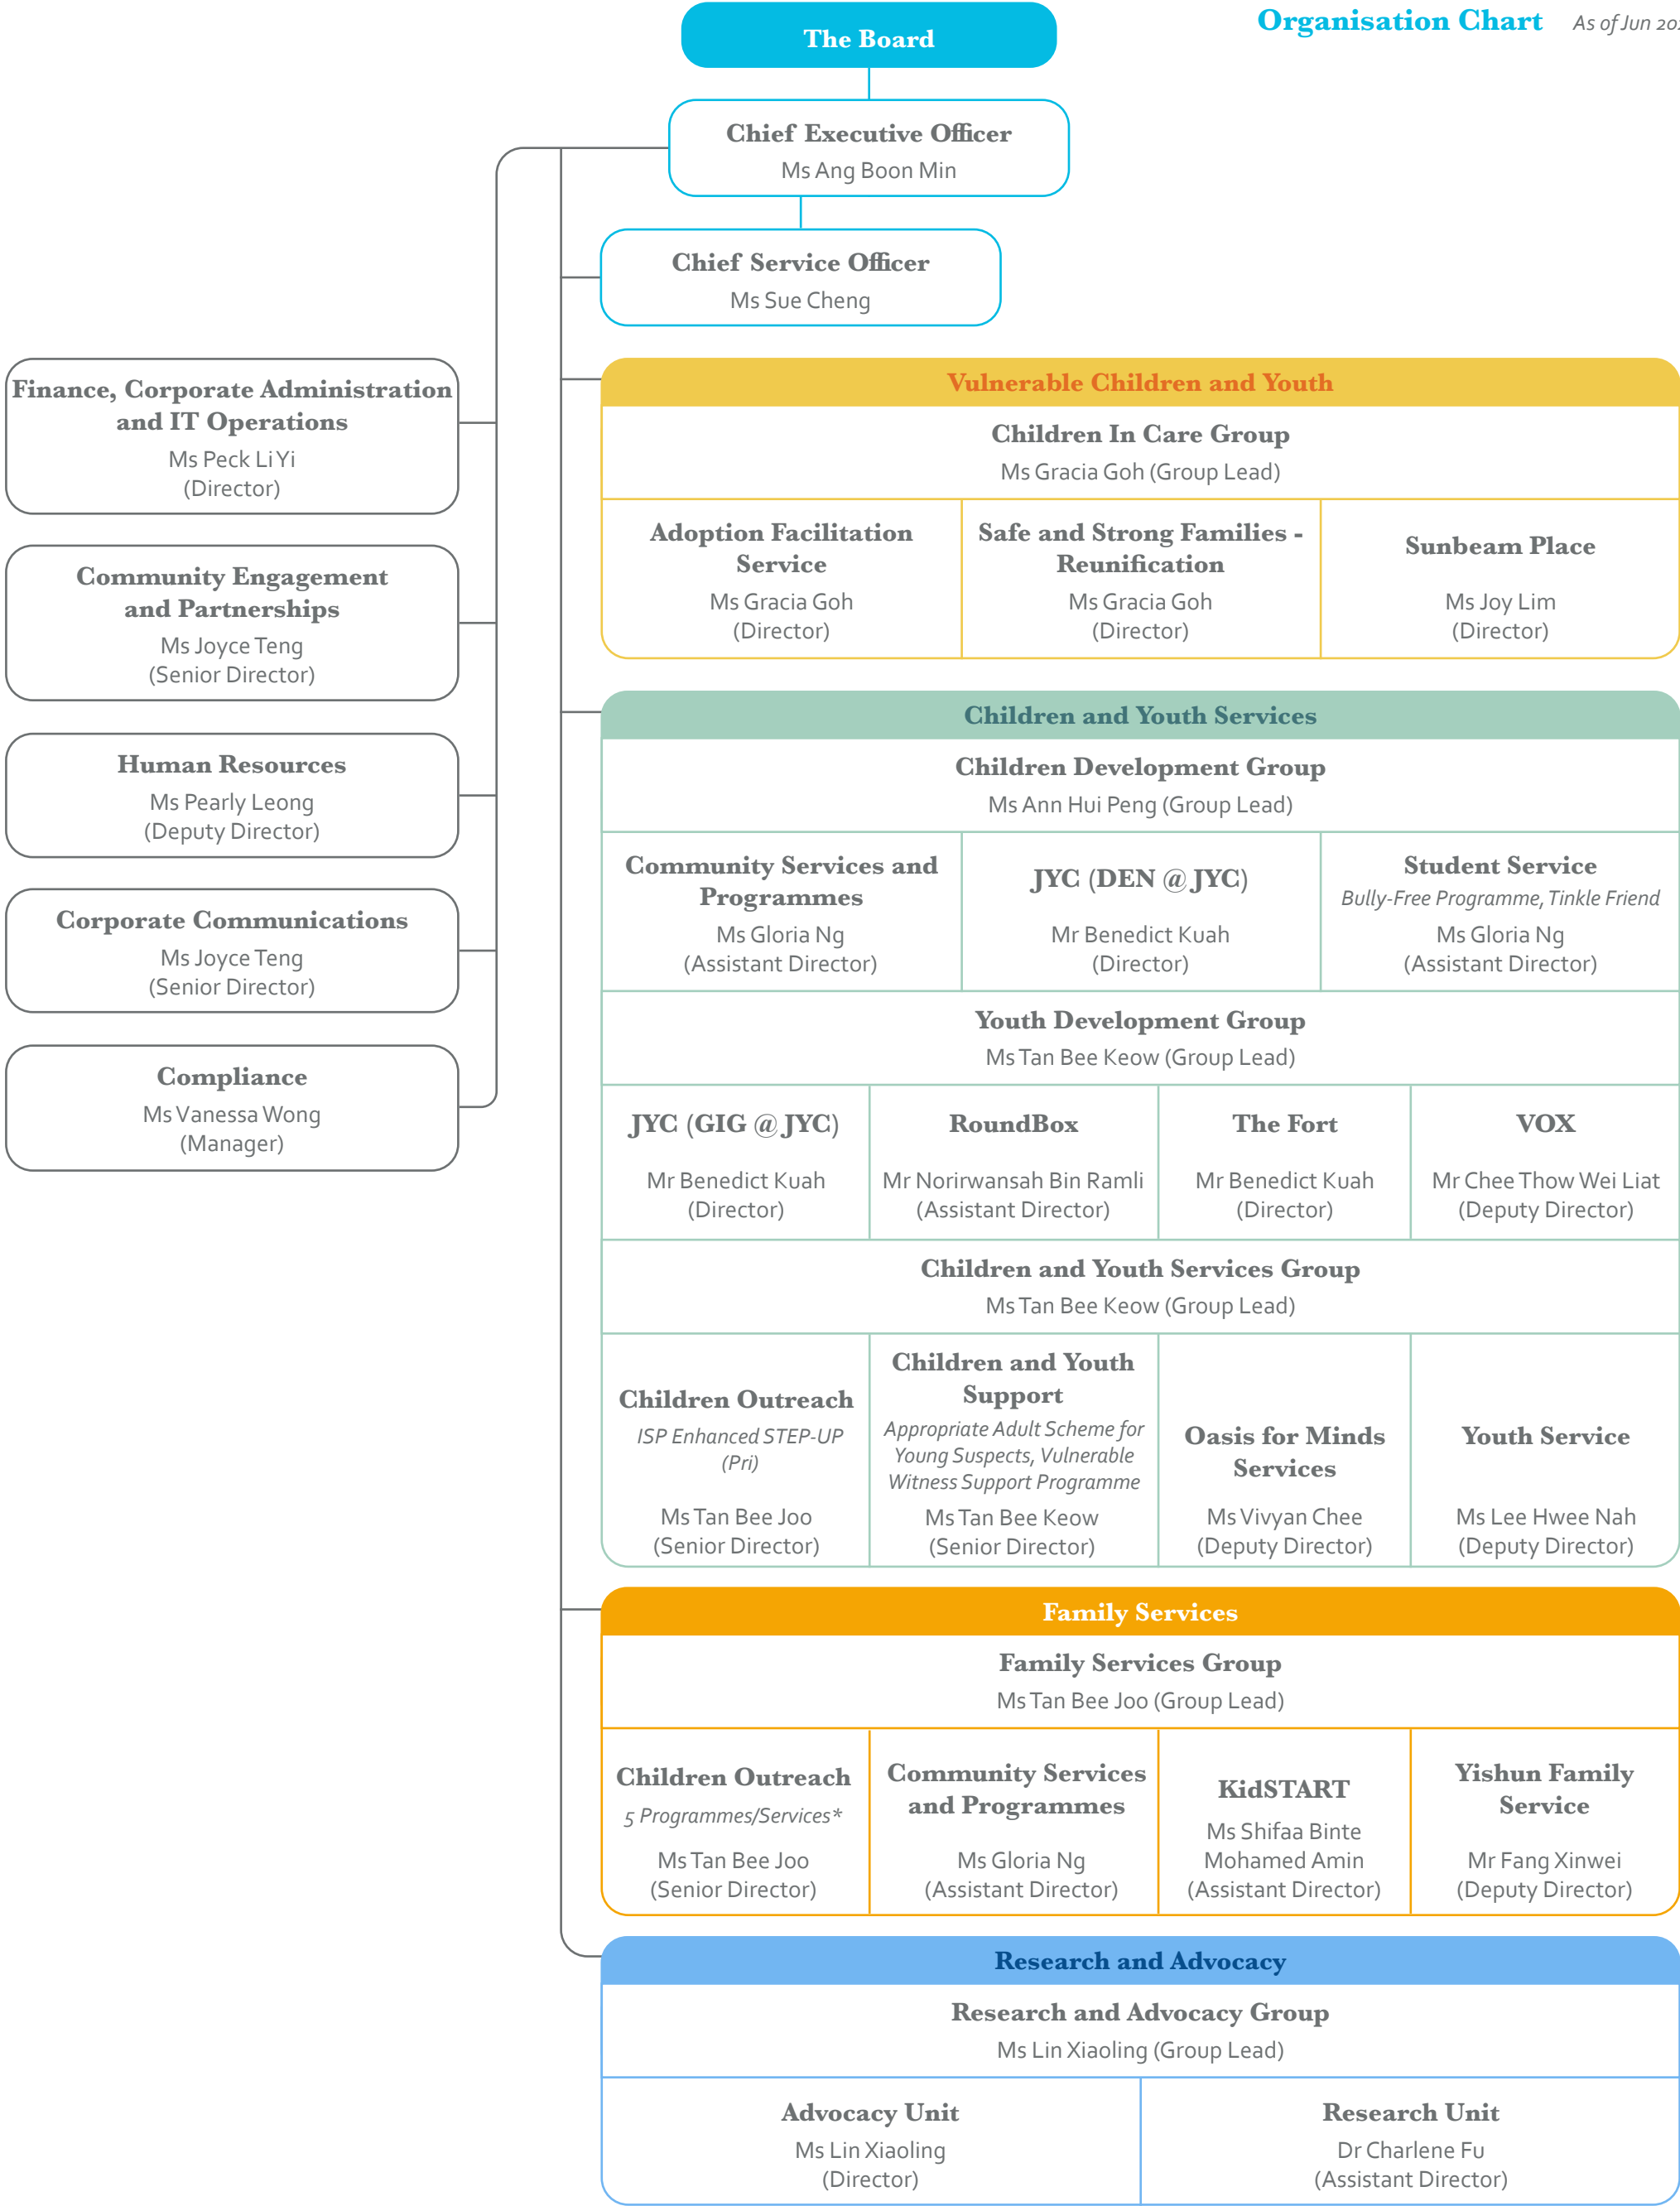 Organisation Chart As of Jun
The Board
Chief Executive Officer
Ms Ang Boon Min
Chief Service Officer
Ms Sue Cheng
Finance, Corporate Administration
and IT Operations
Ms Peck Li Yi
(Director)
Community Engagement
and Partnerships
Ms Joyce Teng
(Senior Director)
Human Resources
Ms Pearly Leong
(Deputy Director)
Corporate Communications
Ms Joyce Teng
(Senior Director)
Compliance
Ms Vanessa Wong
(Manager)
Vulnerable Children and Youth
Children In Care Group
Ms Gracia Goh (Group Lead)
Adoption Facilitation
Service
Ms Gracia Goh
(Director)
Safe and Strong Families -
Reunification
Ms Gracia Goh
(Director)
Sunbeam Place
Ms Joy Lim
(Director)
Children and Youth Services
Children Development Group
Ms Ann Hui Peng (Group Lead)
Community Services and
Programmes
Ms Gloria Ng
(Assistant Director)
JYC (DEN @ JYC)
Mr Benedict Kuah
(Director)
Student Service
Bully-Free Programme, Tinkle Friend
Ms Gloria Ng
(Assistant Director)
Youth Development Group
Ms Tan Bee Keow (Group Lead)
JYC (GIG @ JYC)
Mr Benedict Kuah
(Director)
RoundBox
Mr Norirwansah Bin Ramli
(Assistant Director)
The Fort
Mr Benedict Kuah
(Director)
VOX
Mr Chee Thow Wei Liat
(Deputy Director)
Children and Youth Services Group
Ms Tan Bee Keow (Group Lead)
Children Outreach
ISP Enhanced STEP-UP
(Pri)
Ms Tan Bee Joo
(Senior Director)
Children and Youth
Support
Appropriate Adult Scheme for
Young Suspects, Vulnerable
Witness Support Programme
Ms Tan Bee Keow
(Senior Director)
Oasis for Minds
Services
Ms Vivyan Chee
(Deputy Director)
Youth Service
Ms Lee Hwee Nah
(Deputy Director)
Family Services
Family Services Group
Ms Tan Bee Joo (Group Lead)
Children Outreach
5 Programmes/Services*
Ms Tan Bee Joo
(Senior Director)
Community Services
and Programmes
Ms Gloria Ng
(Assistant Director)
KidSTART
Ms Shifaa Binte
Mohamed Amin
(Assistant Director)
Yishun Family
Service
Mr Fang Xinwei
(Deputy Director)
Research and Advocacy
Research and Advocacy Group
Ms Lin Xiaoling (Group Lead)
Advocacy Unit
Ms Lin Xiaoling
(Director)
Research Unit
Dr Charlene Fu
(Assistant Director)